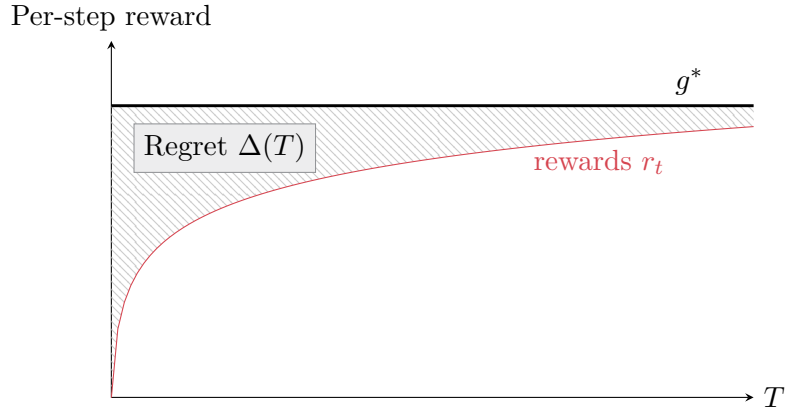 Per-step reward
g*
Regret Δ(T)
rewards r_t
T